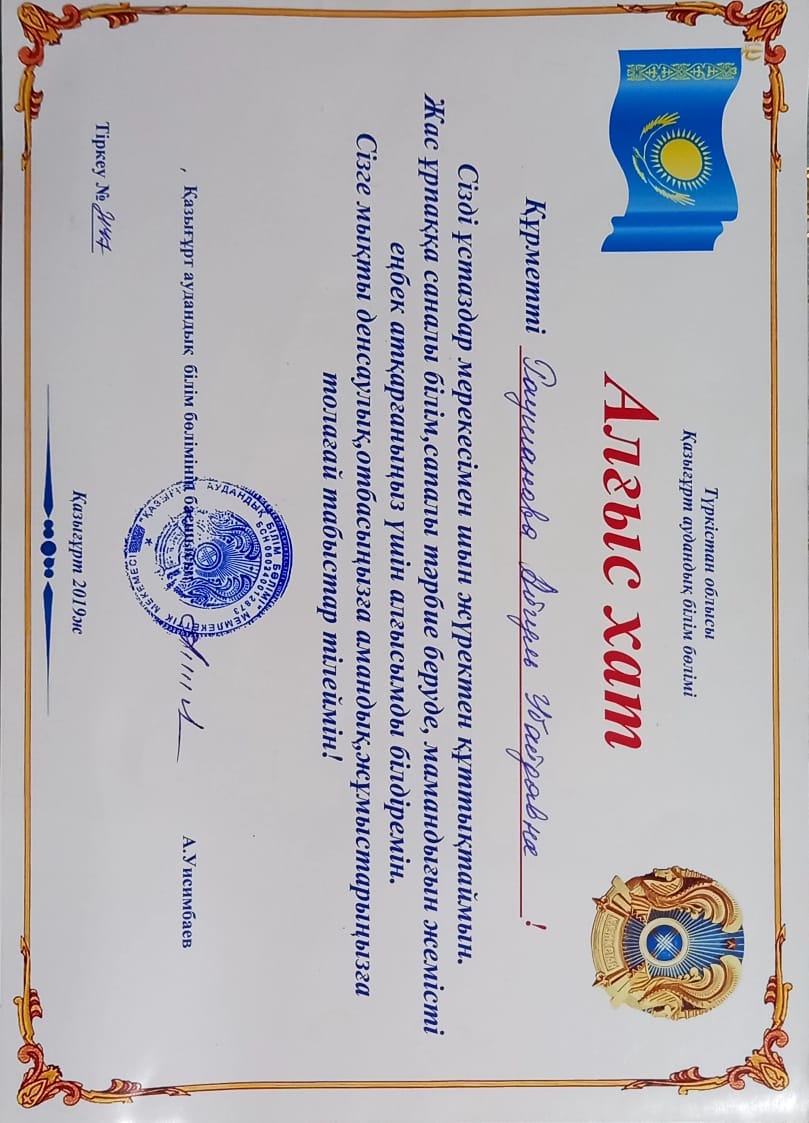 Түркістан облысы
Қазығұрт аудандық білім бөлімі
Алғыс хат
Құрметті Раушанова !
Сізді ұстаздар мерекесімен шын жүректен құттықтаймын.
Жас ұрпаққа саналы білім,сапалы тәрбие беруде, мамандығын жемісті
еңбек атқарғаныңыз үшін алғысымды білдіремін.
Сізге мықты денсаулық,отбасыңызға амандық,жұмыстарыңызға
толағай табыстар тілеймін!
Қазығұрт аудандық білім бөлімінің А.Уисимбаев
Тіркеу №
Қазығұрт 2019ж